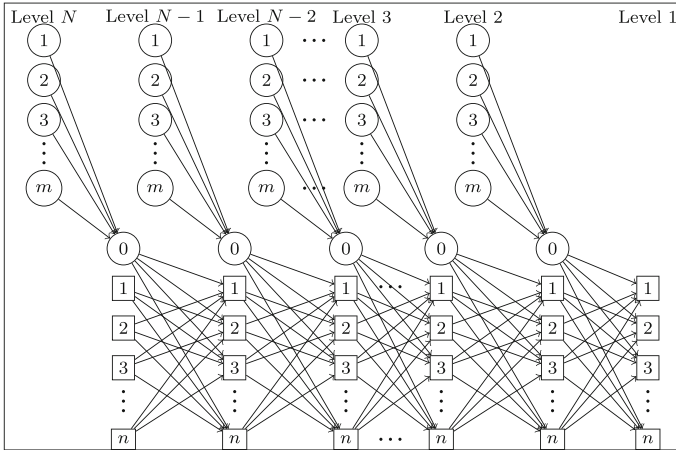 Level N Level N − 1 Level N − 2 Level 3 Level 2 Level 1
1 1 1 ⋯ 1 1
2 2 2 ⋯ 2 2
3 3 3 ⋯ 3 3
⋮ ⋮ ⋮ ⋮ ⋮
m m m ⋯ m m
0 0 0 0 0
1 1 1 ⋯ 1 1 1
2 2 2 2 2 2
3 3 3 3 3 3
⋮ ⋮ ⋮ ⋮ ⋮ ⋮
n n n ⋯ n n n